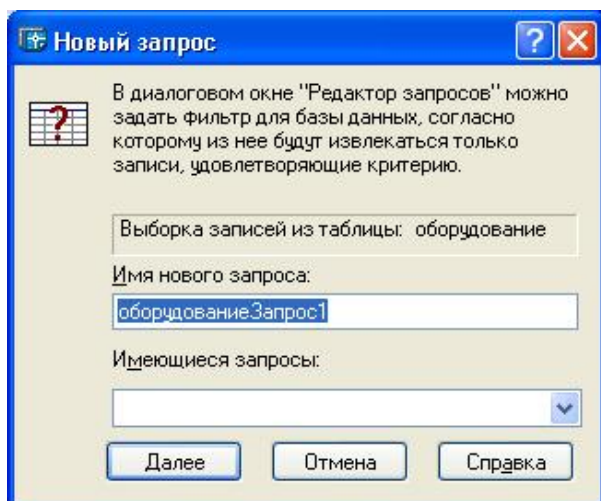 Новый запрос
В диалоговом окне "Редактор запросов" можно
задать фильтр для базы данных, согласно
которому из нее будут извлекаться только
записи, удовлетворяющие критерию.
Выборка записей из таблицы: оборудование
Имя нового запроса:
оборудованиеЗапрос1
Имеющиеся запросы:
Далее Отмена Справка